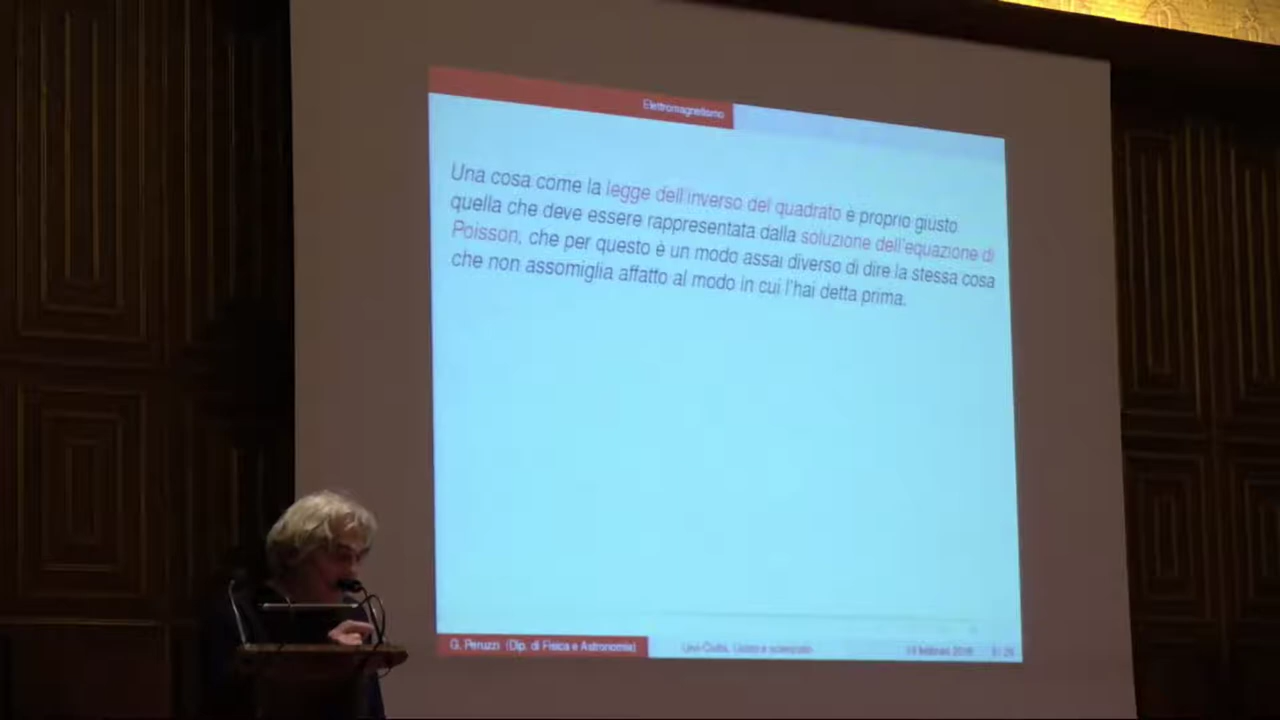 Elettromagnetismo
Una cosa come la legge dell'inverso del quadrato è proprio giusto
quella che deve essere rappresentata dalla soluzione dell'equazione di
Poisson, che per questo è un modo assai diverso di dire la stessa cosa
che non assomiglia affatto al modo in cui l'hai detta prima.
G. Peruzzi (Dip. di Fisica e Astronomia)